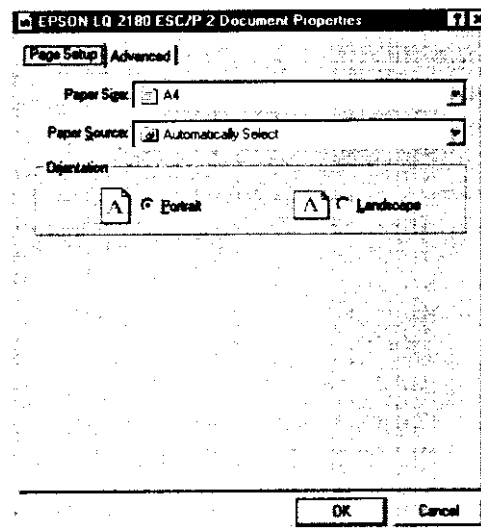 EPSON LQ 2180 ESC/P 2 Document Properties
Page Setup Advanced
Paper Size: A4
Paper Source: Automatically Select
Orientation
A Portrait A Landscape
OK Cancel